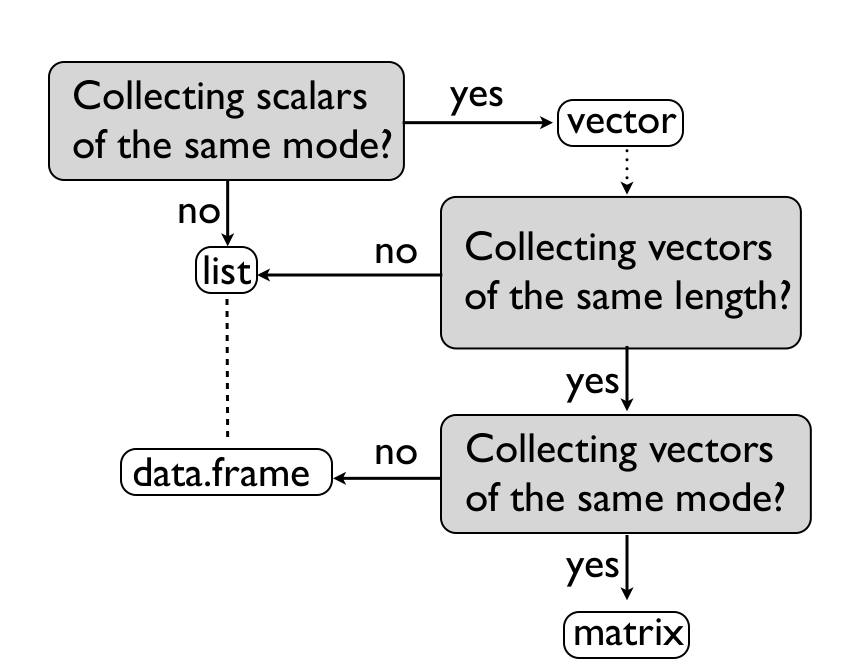 Collecting scalars
of the same mode?
yes
vector
no
list
no
Collecting vectors
of the same length?
yes
data.frame
no
Collecting vectors
of the same mode?
yes
matrix